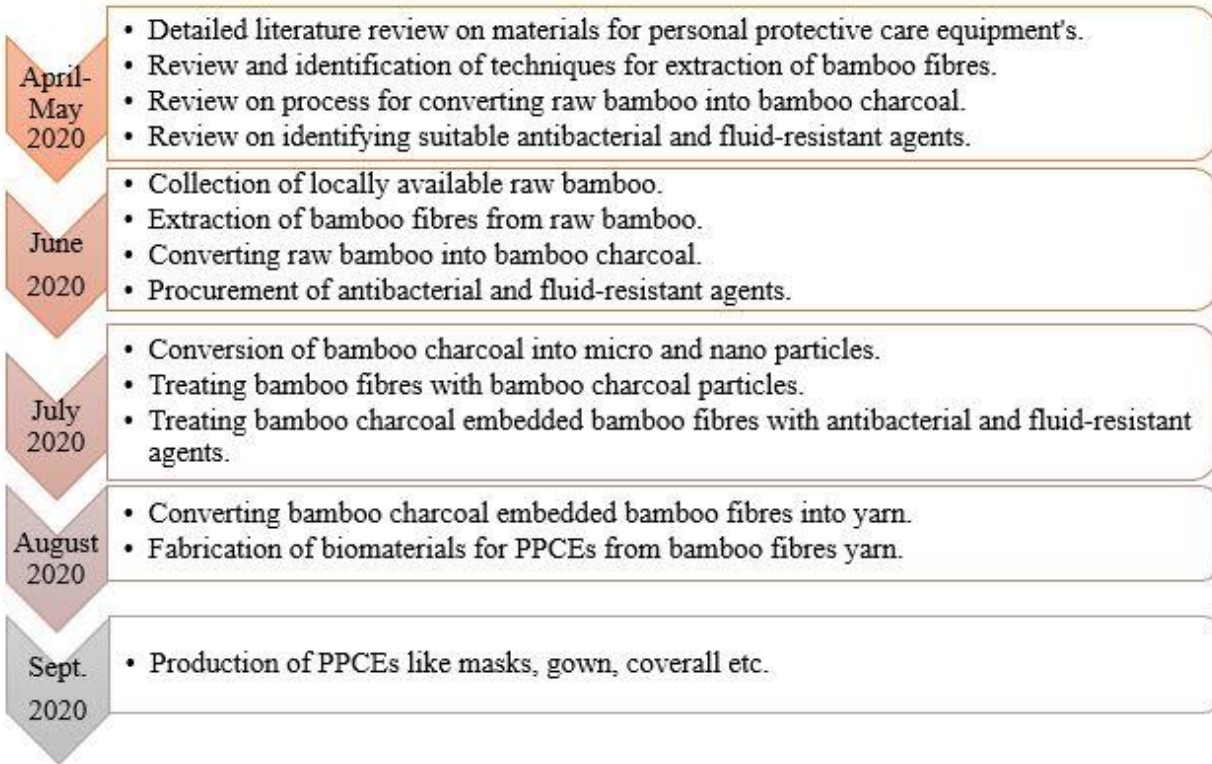 April-
May
2020
• Detailed literature review on materials for personal protective care equipment's.
• Review and identification of techniques for extraction of bamboo fibres.
• Review on process for converting raw bamboo into bamboo charcoal.
• Review on identifying suitable antibacterial and fluid-resistant agents.
June
2020
• Collection of locally available raw bamboo.
• Extraction of bamboo fibres from raw bamboo.
• Converting raw bamboo into bamboo charcoal.
• Procurement of antibacterial and fluid-resistant agents.
July
2020
• Conversion of bamboo charcoal into micro and nano particles.
• Treating bamboo fibres with bamboo charcoal particles.
• Treating bamboo charcoal embedded bamboo fibres with antibacterial and fluid-resistant
agents.
August
2020
• Converting bamboo charcoal embedded bamboo fibres into yarn.
• Fabrication of biomaterials for PPCEs from bamboo fibres yarn.
Sept.
2020
• Production of PPCEs like masks, gown, coverall etc.